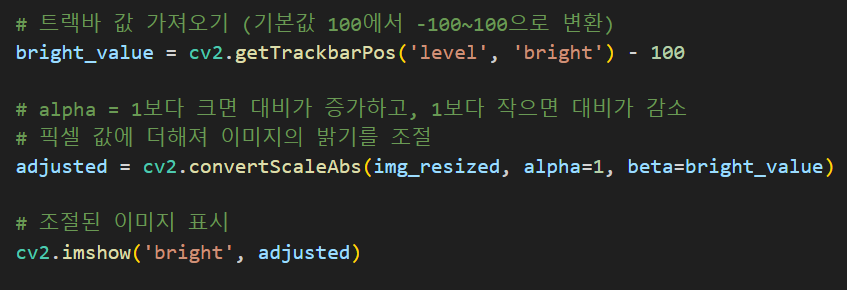 # 트랙바 값 가져오기 (기본값 100에서 -100~100으로 변환)
bright_value = cv2.getTrackbarPos('level', 'bright') - 100
# alpha = 1보다 크면 대비가 증가하고, 1보다 작으면 대비가 감소
# 픽셀 값에 더해져 이미지의 밝기를 조절
adjusted = cv2.convertScaleAbs(img_resized, alpha=1, beta=bright_value)
# 조절된 이미지 표시
cv2.imshow('bright', adjusted)